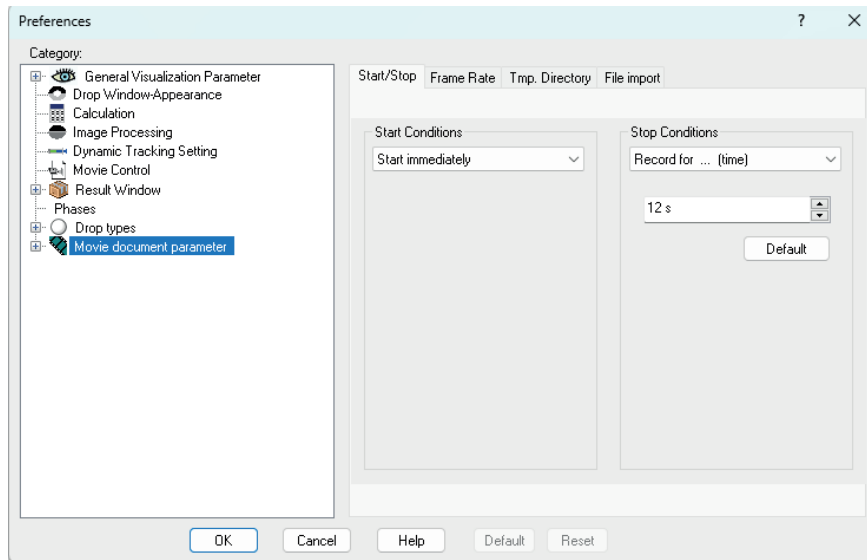 Preferences
?
Category:
General Visualization Parameter
Drop Window-Appearance
Calculation
Image Processing
Dynamic Tracking Setting
Movie Control
Result Window
Phases
Drop types
Movie document parameter
Start/Stop Frame Rate Tmp. Directory File import
Start Conditions
Start immediately
Stop Conditions
Record for ... (time)
12 s
Default
OK Cancel Help Default Reset